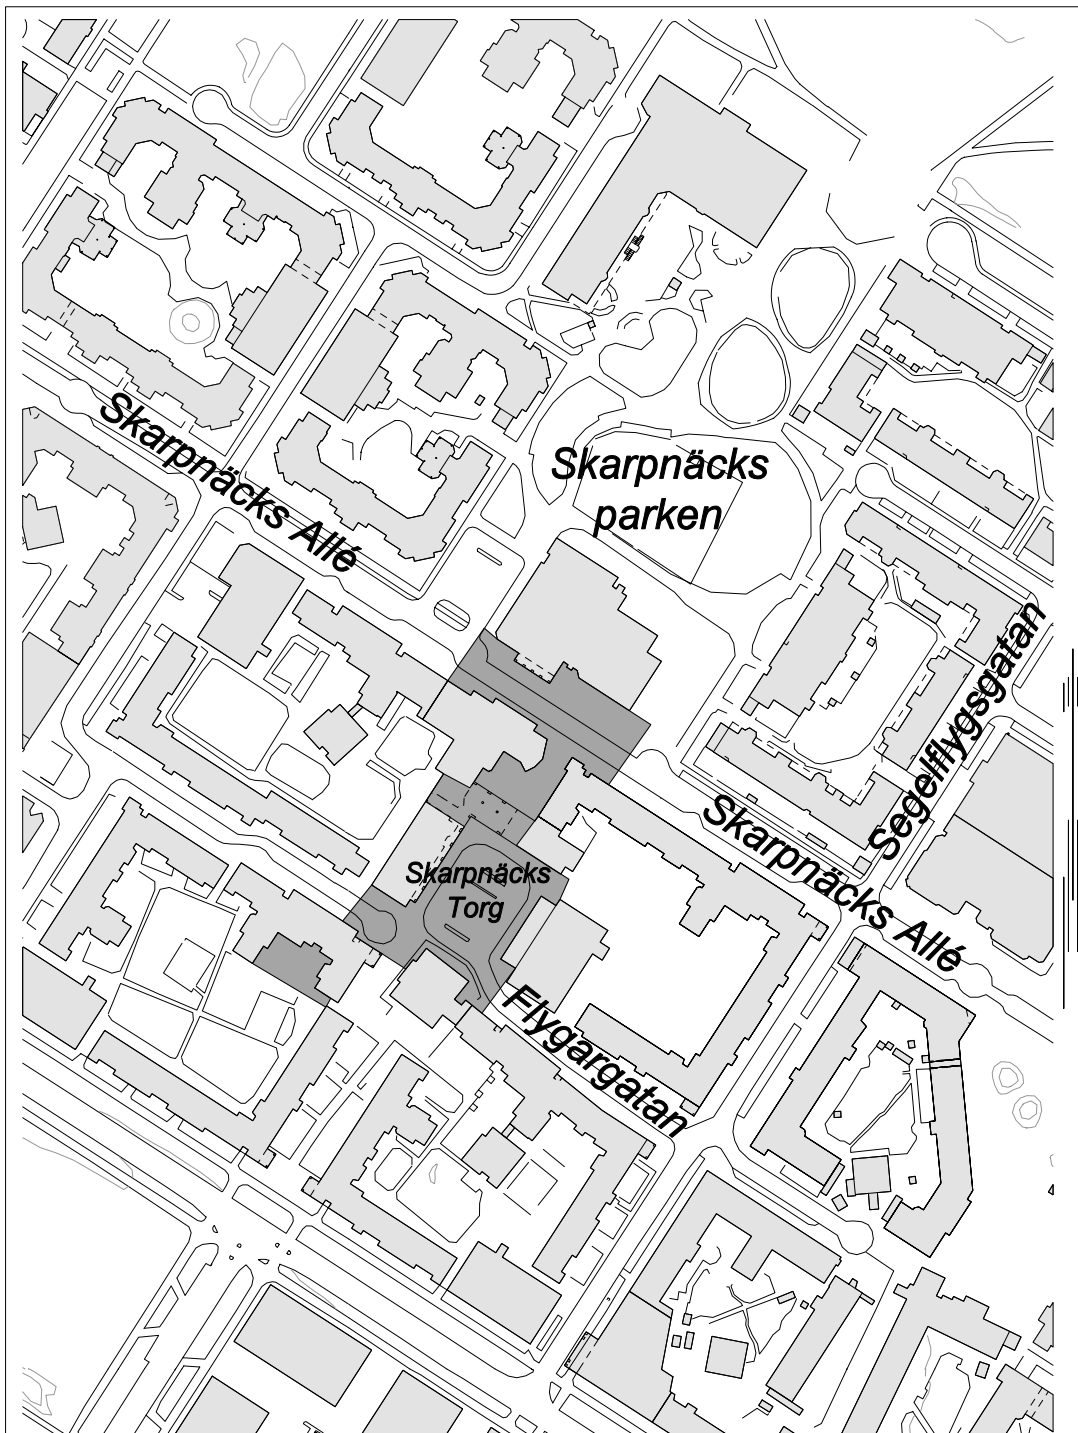 Skarpnäcks Allé
Skarpnäcks
parken
Segelflygsgatan
Skarpnäcks Allé
Skarpnäcks
Torg
Flygargatan